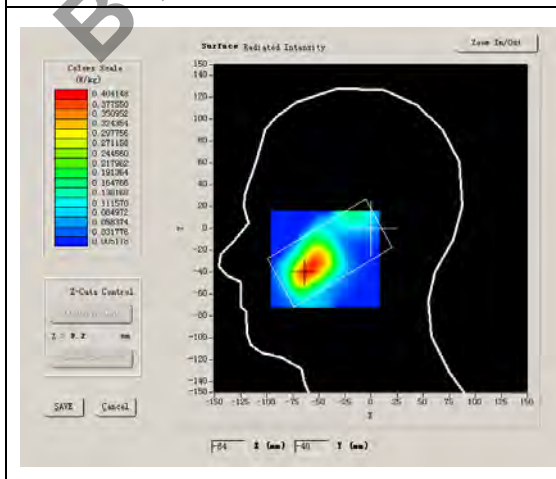 B
Surface Radiated Intensity
Zoom In/Out
Colors Scale
(W/kg)
0.404148
0.377550
0.350952
0.324354
0.297756
0.271158
0.244560
0.217962
0.191364
0.164766
0.138168
0.111570
0.084972
0.058374
0.031776
0.005178
150
140
120
100
80
60
40
20
0
-20
-40
-60
-80
-100
-120
-140
-150
Y
-150 -125 -100 -75 -50 -25 0 25 50 75 100 125 150
X
Z-Cuts Control
Z = 9.2 mm
SAVE
Cancel
-64 X (mm) -40 Y (mm)